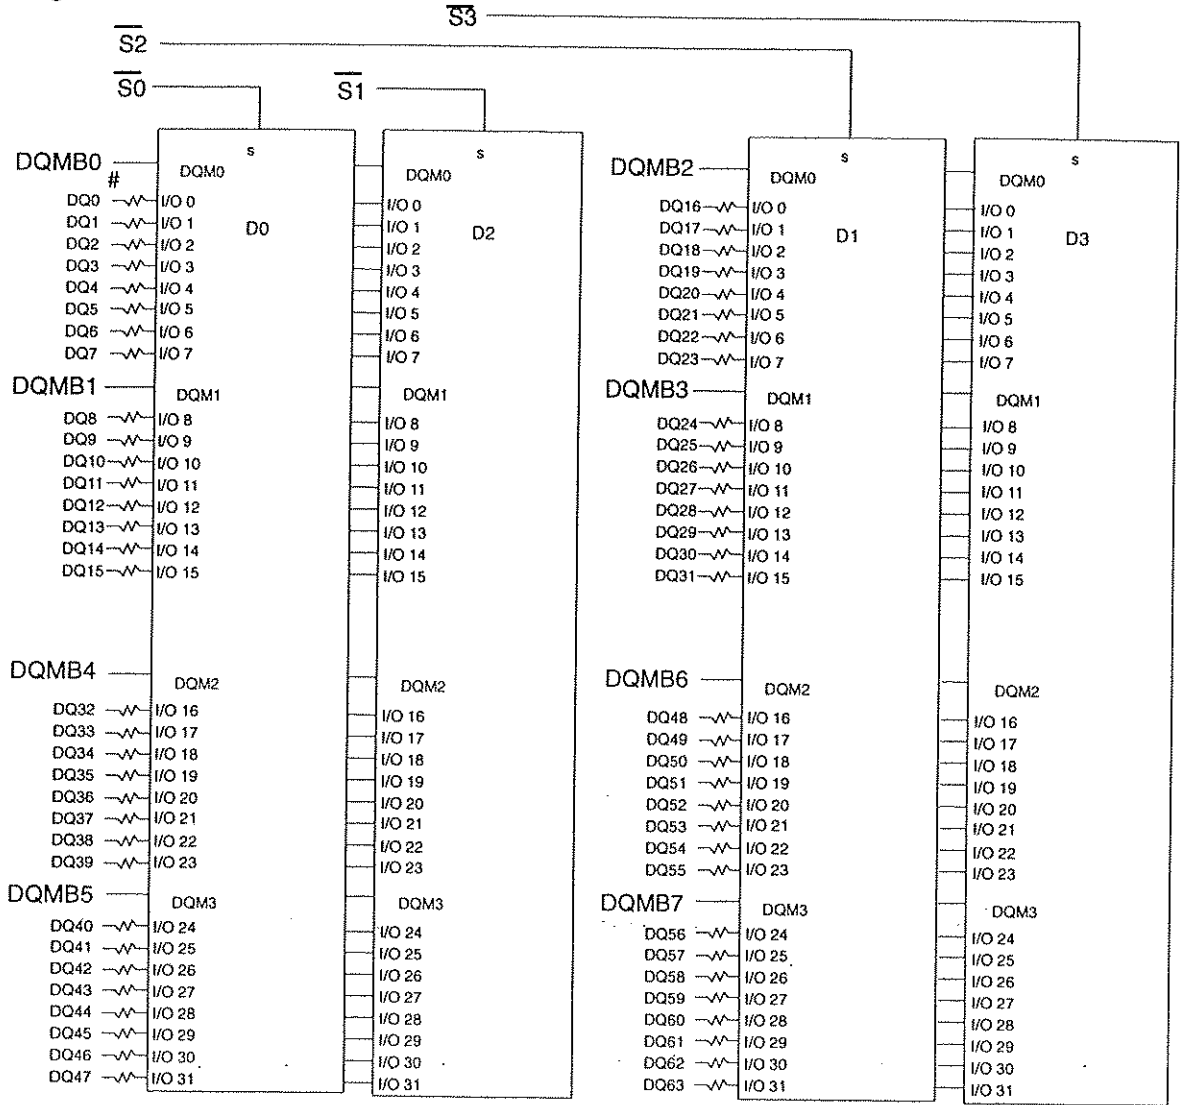 S3
S2
S0 S1
s
DQMB0 DQM0 DQM0
#
DQ0 I/O 0 I/O 0
DQ1 I/O 1 D0 I/O 1 D2
DQ2 I/O 2 I/O 2
DQ3 I/O 3 I/O 3
DQ4 I/O 4 I/O 4
DQ5 I/O 5 I/O 5
DQ6 I/O 6 I/O 6
DQ7 I/O 7 I/O 7
DQMB1 DQM1 DQM1
DQ8 I/O 8 I/O 8
DQ9 I/O 9 I/O 9
DQ10 I/O 10 I/O 10
DQ11 I/O 11 I/O 11
DQ12 I/O 12 I/O 12
DQ13 I/O 13 I/O 13
DQ14 I/O 14 I/O 14
DQ15 I/O 15 I/O 15
DQMB4 DQM2 DQM2
DQ32 I/O 16 I/O 16
DQ33 I/O 17 I/O 17
DQ34 I/O 18 I/O 18
DQ35 I/O 19 I/O 19
DQ36 I/O 20 I/O 20
DQ37 I/O 21 I/O 21
DQ38 I/O 22 I/O 22
DQ39 I/O 23 I/O 23
DQMB5 DQM3 DQM3
DQ40 I/O 24 I/O 24
DQ41 I/O 25 I/O 25
DQ42 I/O 26 I/O 26
DQ43 I/O 27 I/O 27
DQ44 I/O 28 I/O 28
DQ45 I/O 29 I/O 29
DQ46 I/O 30 I/O 30
DQ47 I/O 31 I/O 31
s s
DQMB2 DQM0 DQM0
DQ16 I/O 0 I/O 0
DQ17 I/O 1 D1 I/O 1 D3
DQ18 I/O 2 I/O 2
DQ19 I/O 3 I/O 3
DQ20 I/O 4 I/O 4
DQ21 I/O 5 I/O 5
DQ22 I/O 6 I/O 6
DQ23 I/O 7 I/O 7
DQMB3 DQM1 DQM1
DQ24 I/O 8 I/O 8
DQ25 I/O 9 I/O 9
DQ26 I/O 10 I/O 10
DQ27 I/O 11 I/O 11
DQ28 I/O 12 I/O 12
DQ29 I/O 13 I/O 13
DQ30 I/O 14 I/O 14
DQ31 I/O 15 I/O 15
DQMB6 DQM2 DQM2
DQ48 I/O 16 I/O 16
DQ49 I/O 17 I/O 17
DQ50 I/O 18 I/O 18
DQ51 I/O 19 I/O 19
DQ52 I/O 20 I/O 20
DQ53 I/O 21 I/O 21
DQ54 I/O 22 I/O 22
DQ55 I/O 23 I/O 23
DQMB7 DQM3 DQM3
DQ56 I/O 24 I/O 24
DQ57 I/O 25 I/O 25
DQ58 I/O 26 I/O 26
DQ59 I/O 27 I/O 27
DQ60 I/O 28 I/O 28
DQ61 I/O 29 I/O 29
DQ62 I/O 30 I/O 30
DQ63 I/O 31 I/O 31